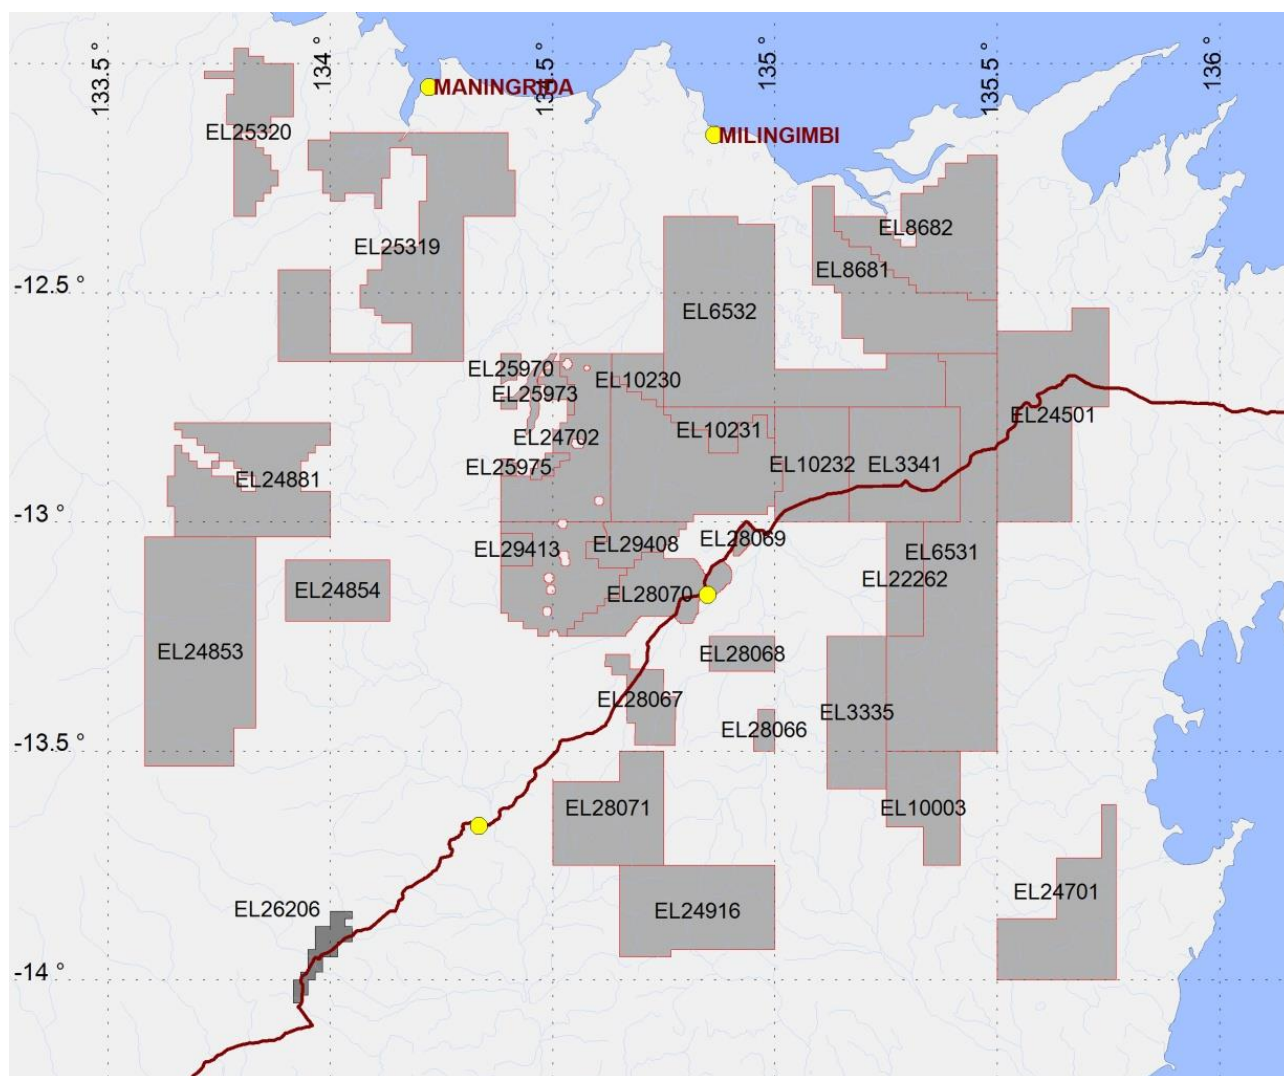 133.5 °
134 °
134.5 °
135 °
135.5 °
136 °
MANINGRIDA
MILINGIMBI
EL25320
EL8682
EL25319
EL8681
-12.5 °
EL6532
EL25970
EL10230
EL25973
EL24501
EL24702
EL10231
EL25975
EL10232
EL3341
EL24881
-13 °
EL28069
EL29413
EL29408
EL6531
EL22262
EL24854
EL28070
EL24853
EL28068
EL28067
EL3335
EL28066
-13.5 °
EL28071
EL10003
EL24701
EL26206
EL24916
-14 °